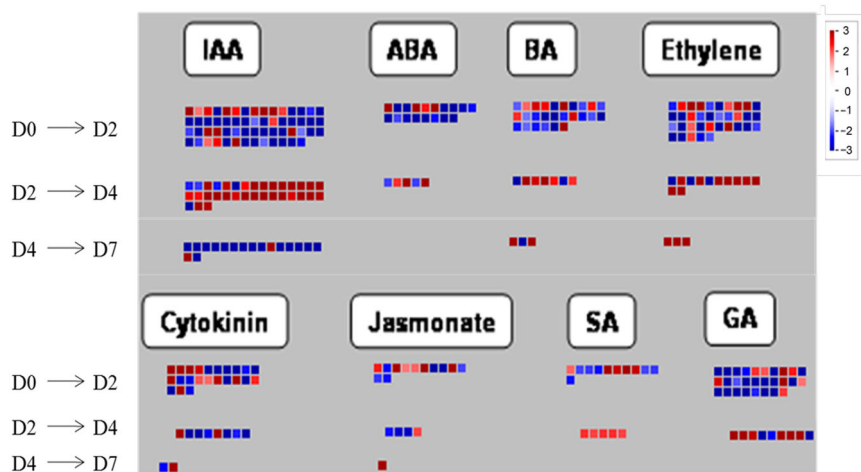 IAA ABA BA Ethylene
3
2
1
0
-1
-2
-3
D0 → D2
D2 → D4
D4 → D7
Cytokinin Jasmonate SA GA
D0 → D2
D2 → D4
D4 → D7